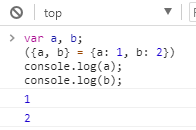 top
> var a, b;
({a, b} = {a: 1, b: 2})
console.log(a);
console.log(b);
1
2